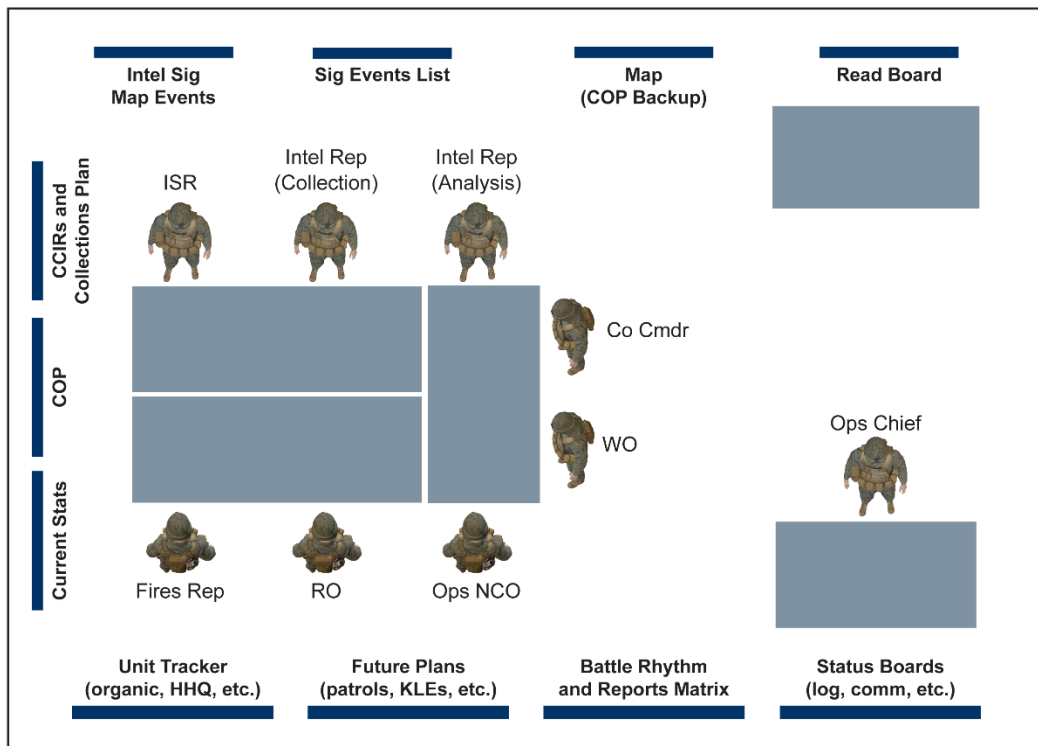 Intel Sig
Map Events
Sig Events List
Map
(COP Backup)
Read Board
CCIRs and
Collections Plan
COP
Current Stats
ISR
Intel Rep
(Collection)
Intel Rep
(Analysis)
Co Cmdr
WO
Ops Chief
Fires Rep
RO
Ops NCO
Unit Tracker
(organic, HHQ, etc.)
Future Plans
(patrols, KLEs, etc.)
Battle Rhythm
and Reports Matrix
Status Boards
(log, comm, etc.)